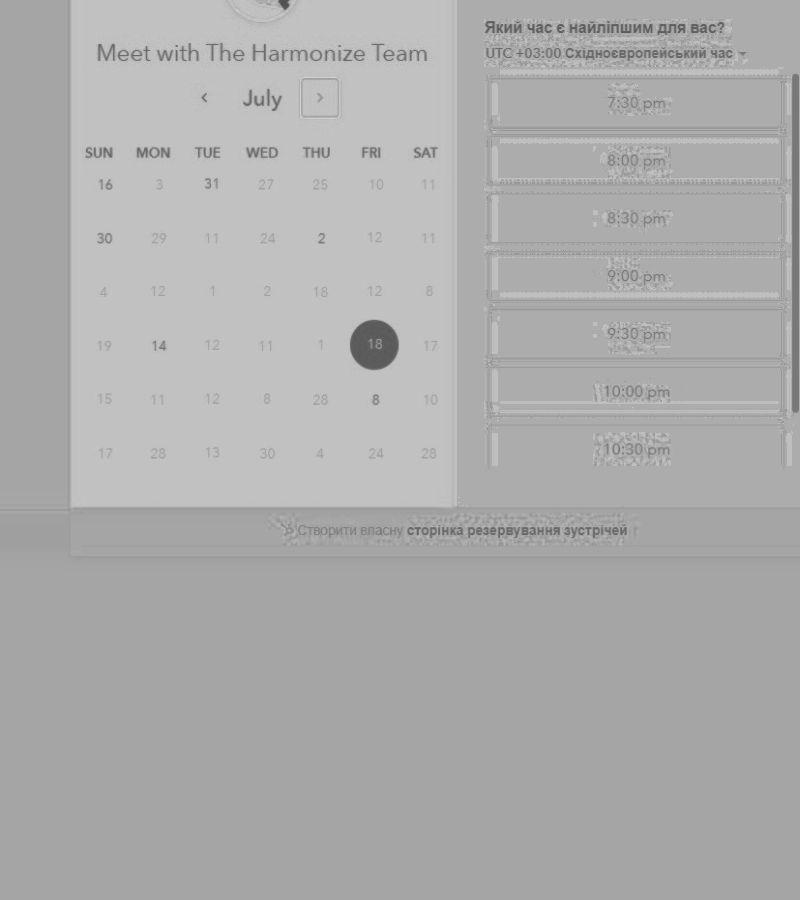 Meet with The Harmonize Team
July
SUN MON TUE WED THU FRI SAT
16 3 31 27 25 10 11
30 29 11 24 2 12 11
4 12 1 2 18 12 8
19 14 12 11 1 18 17
15 11 12 8 28 8 10
17 28 13 30 4 24 28
Який час є найліпшим для вас?
UTC +03:00 Східноєвропейський час
7:30 pm
8:00 pm
8:30 pm
9:00 pm
9:30 pm
10:00 pm
10:30 pm
Створити власну сторінка резервування зустрічей